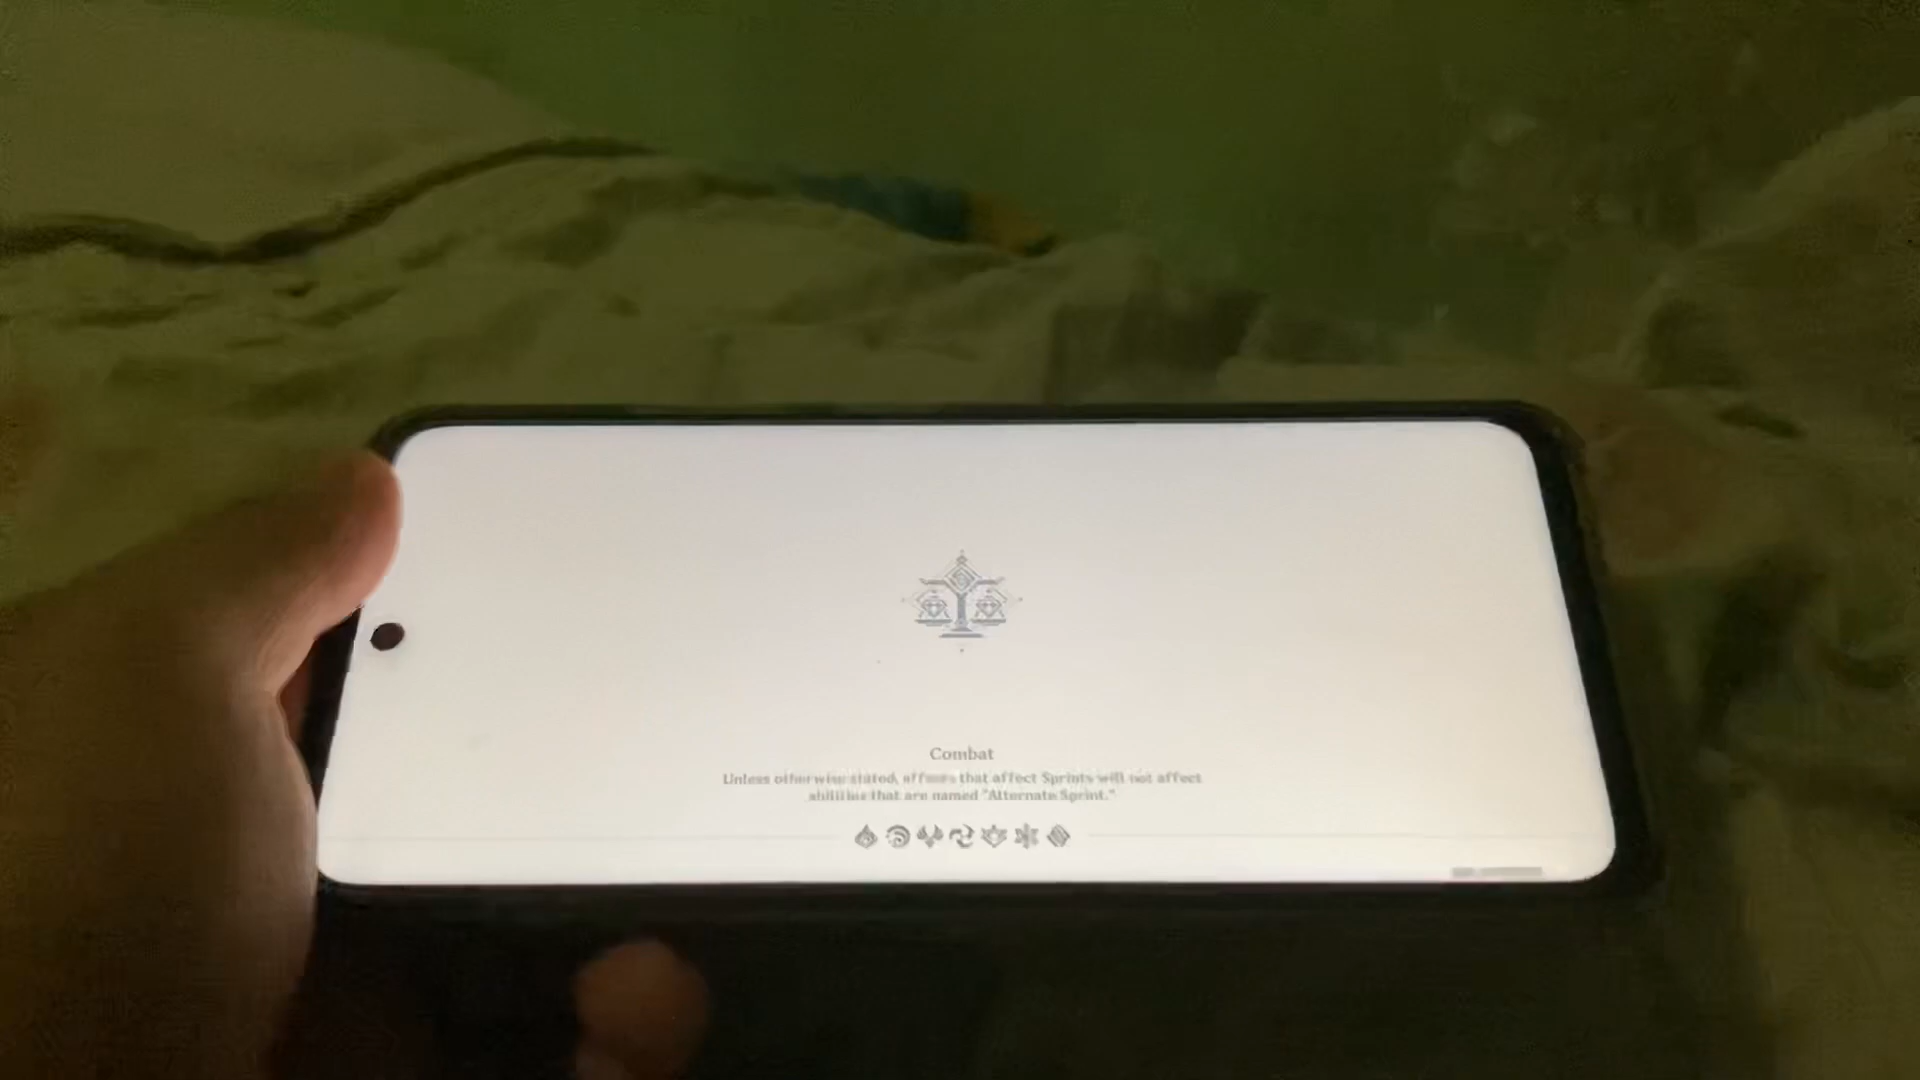 Combat
Unless otherwise stated, effects that affect Sprints will not affect
abilities that are named "Alternate Sprint."